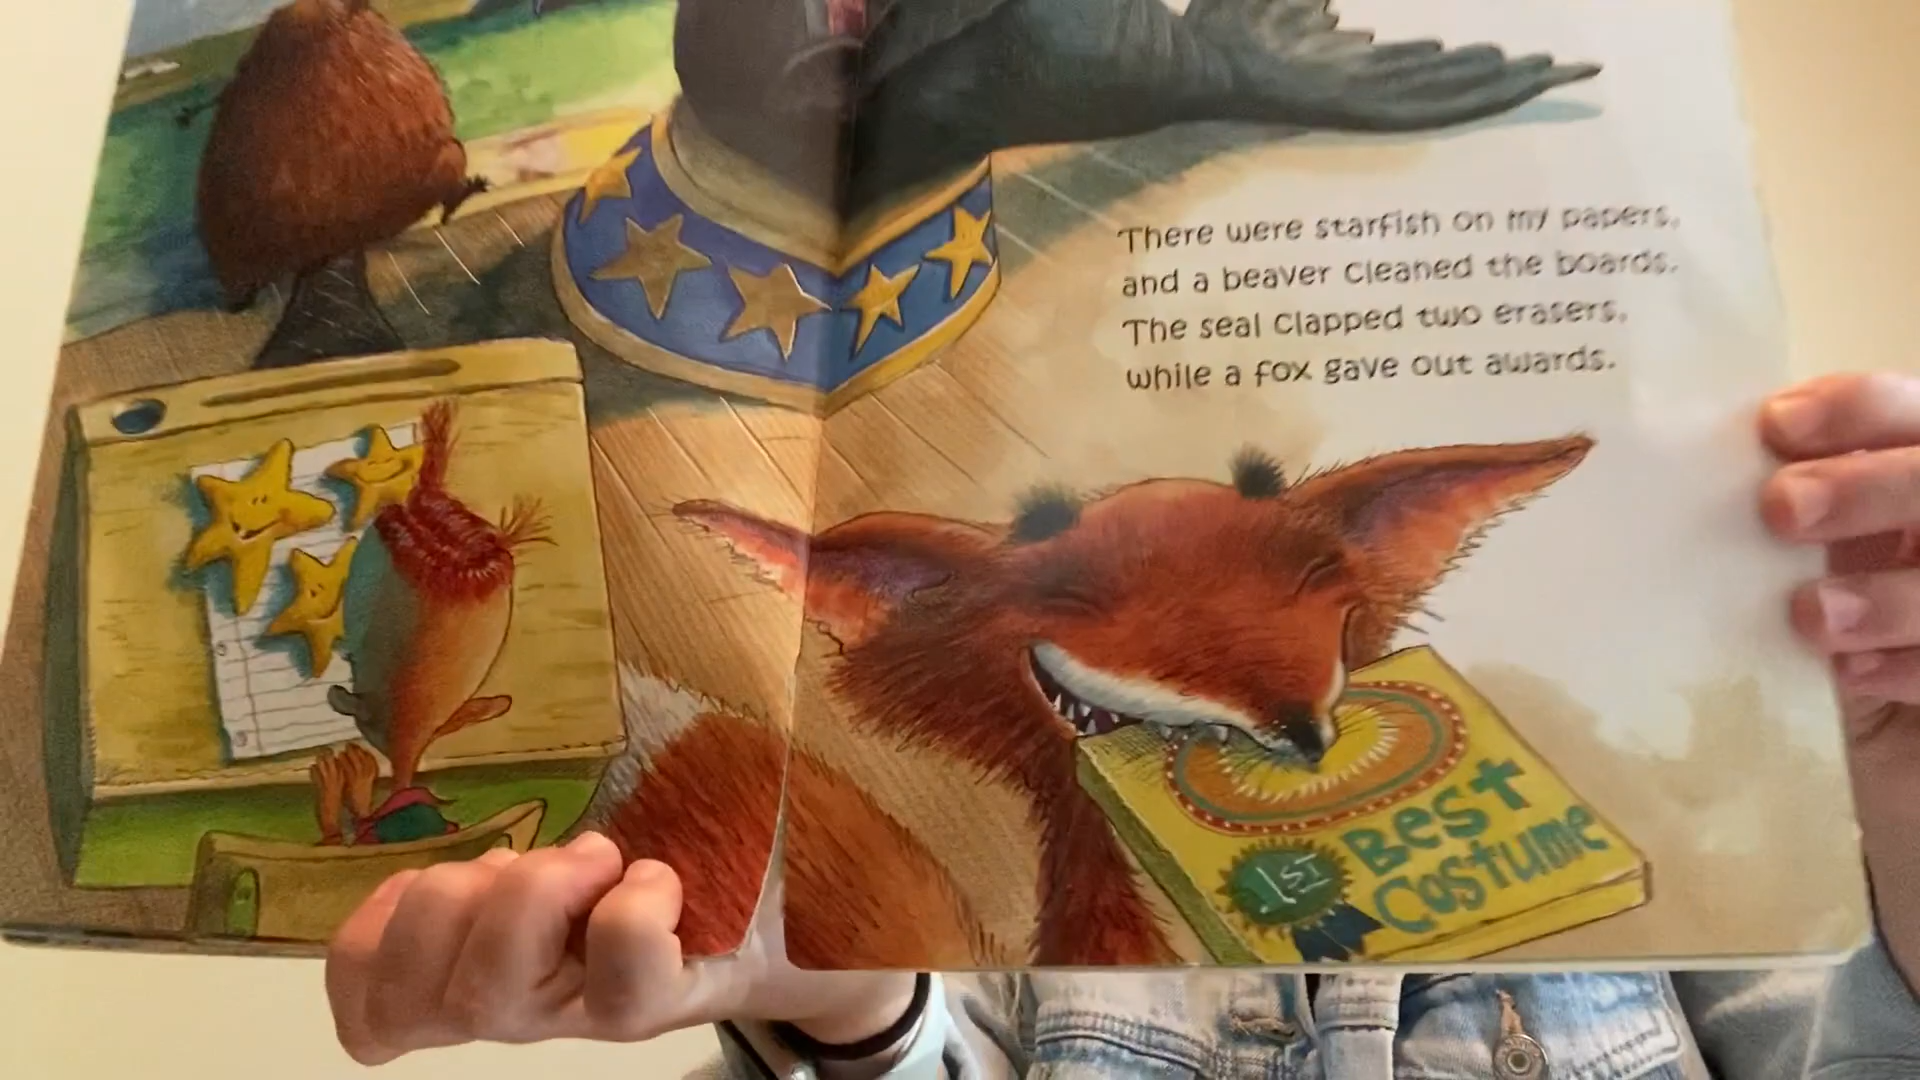 There were starfish on my papers,
and a beaver cleaned the boards.
The seal clapped two erasers,
while a fox gave out awards.
1ST
Best
Costume